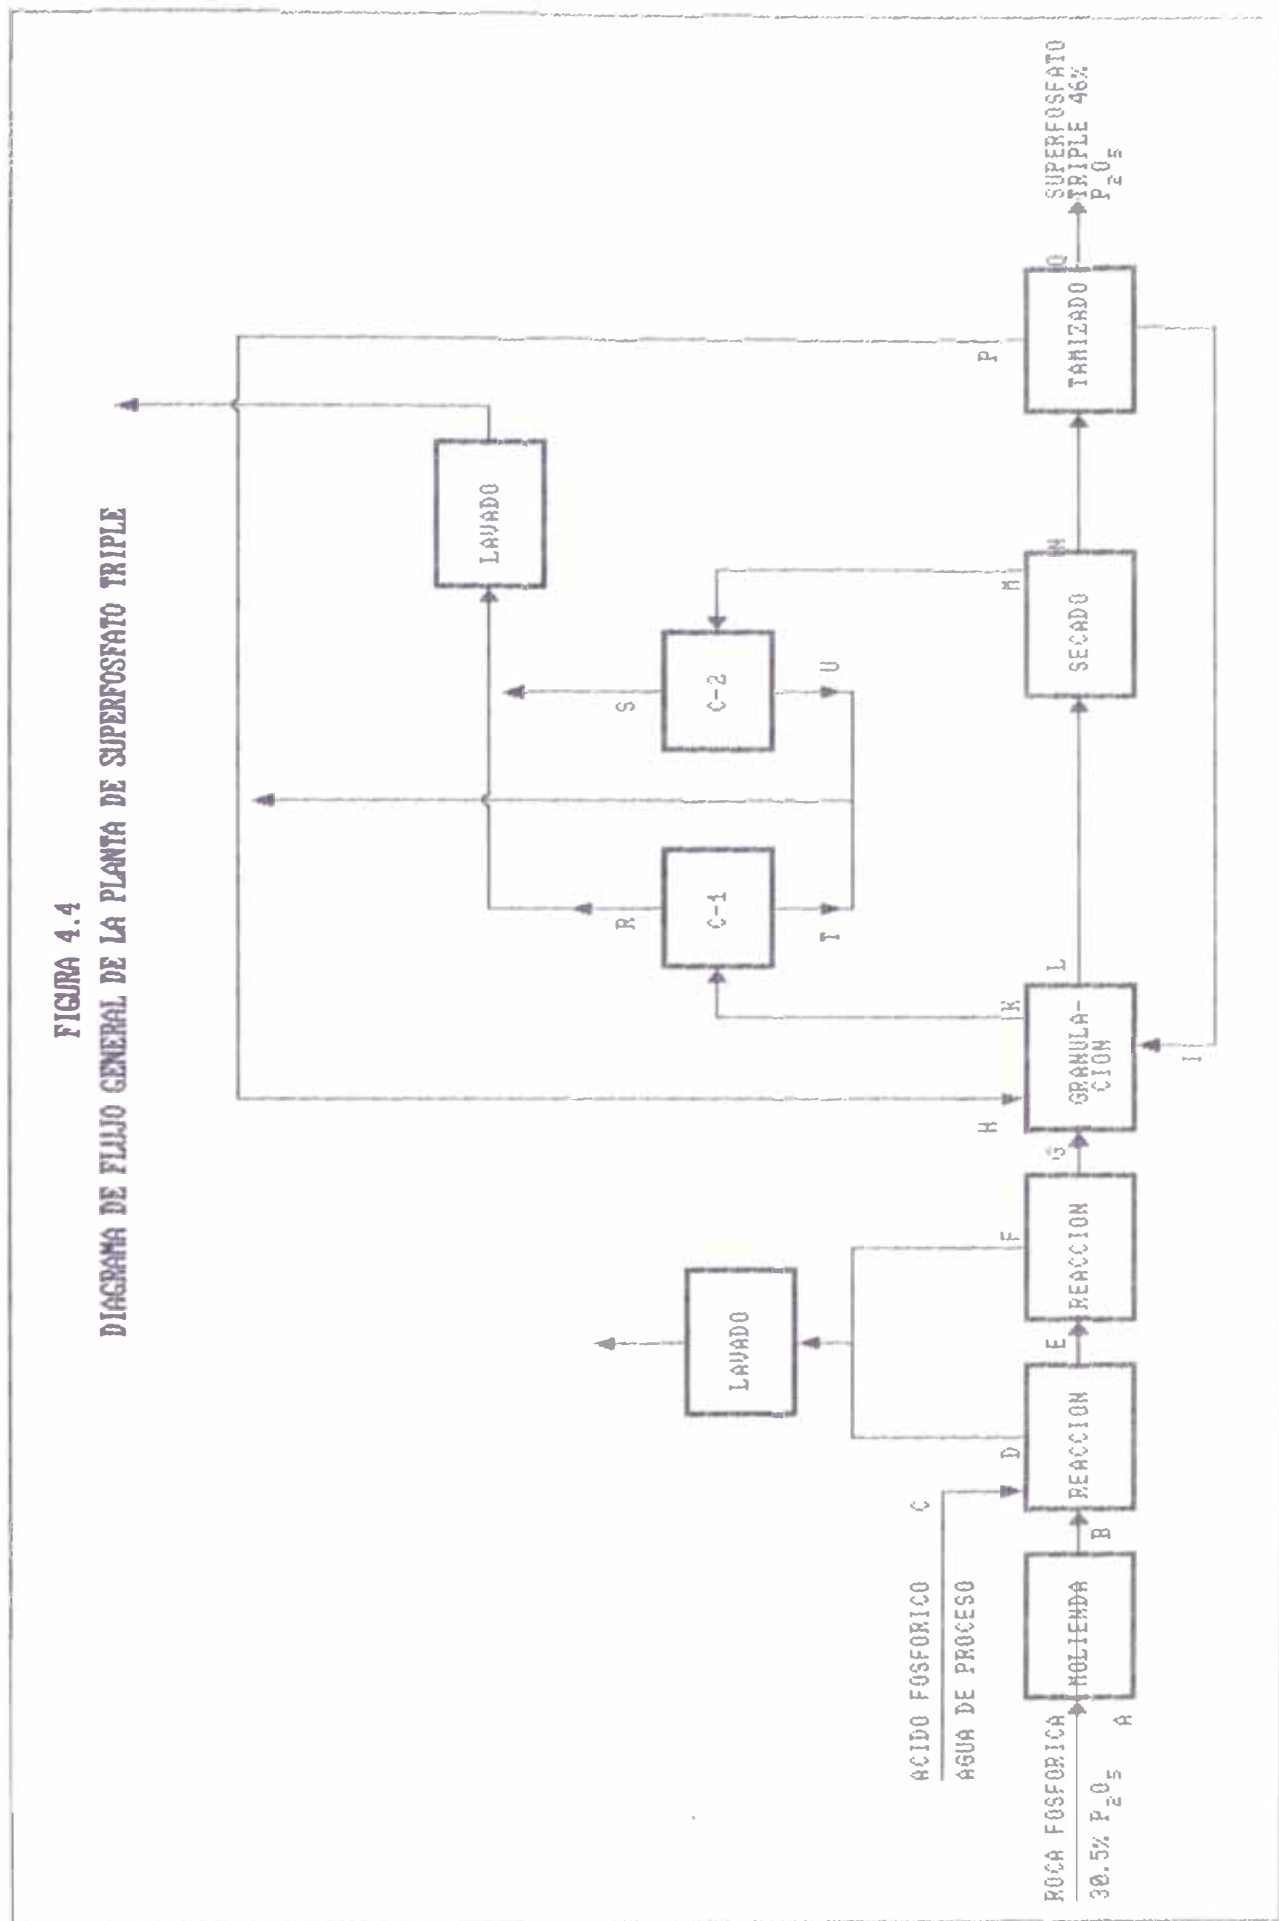 FIGURA 4.4
DIAGRAMA DE FLUJO GENERAL DE LA PLANTA DE SUPERFOSFATO TRIPLE
LAVADO
P
S
R
C-1
C-2
T
U
LAVADO
ACIDO FOSFORICO
AGUA DE PROCESO
C
D
F
H
K
M
ROCA FOSFORICA
30.5% P2O5
A
MOLIENDA
B
REACCION
E
REACCION
G
GRANULA-
CION
L
SECADO
N
TAMIZADO
Q
SUPERFOSFATO
TRIPLE 46%
P2O5
I